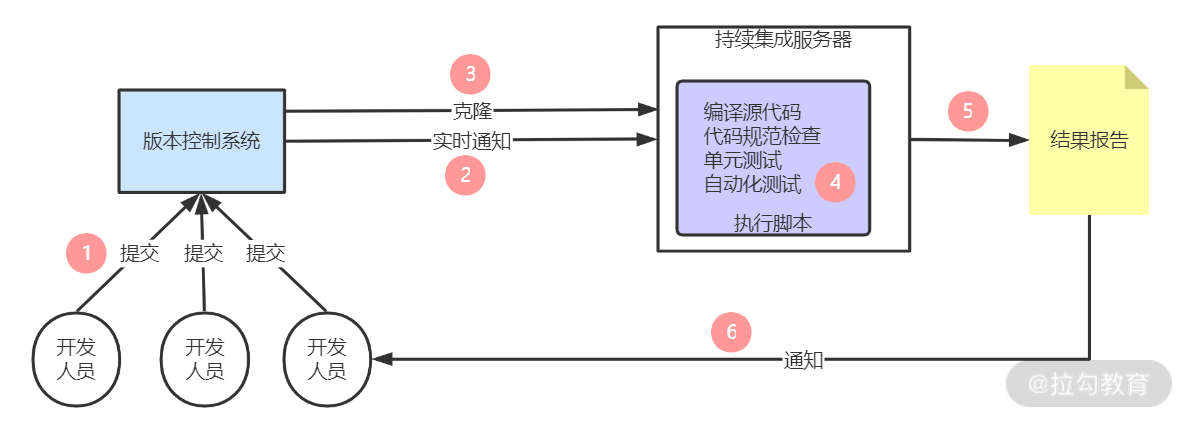 持续集成服务器
3
克隆
版本控制系统
实时通知
2
编译源代码
代码规范检查
单元测试
自动化测试
4
执行脚本
5
结果报告
1
提交
提交
提交
开发
人员
开发
人员
开发
人员
6
通知
@拉勾教育